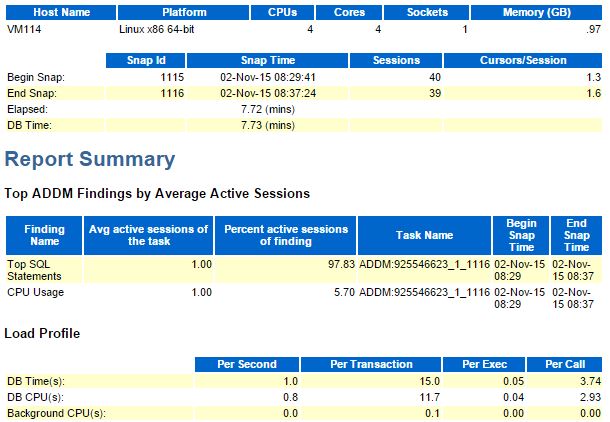 Host Name Platform CPUs Cores Sockets Memory (GB)
VM114 Linux x86 64-bit 4 4 1 .97
Snap Id Snap Time Sessions Cursors/Session
Begin Snap: 1115 02-Nov-15 08:29:41 40 1.3
End Snap: 1116 02-Nov-15 08:37:24 39 1.6
Elapsed: 7.72 (mins)
DB Time: 7.73 (mins)
Report Summary
Top ADDM Findings by Average Active Sessions
Finding Name Avg active sessions of the task Percent active sessions of finding Task Name Begin Snap Time End Snap Time
Top SQL Statements 1.00 97.83 ADDM:925546623_1_1116 02-Nov-15 08:29 02-Nov-15 08:37
CPU Usage 1.00 5.70 ADDM:925546623_1_1116 02-Nov-15 08:29 02-Nov-15 08:37
Load Profile
Per Second Per Transaction Per Exec Per Call
DB Time(s): 1.0 15.0 0.05 3.74
DB CPU(s): 0.8 11.7 0.04 2.93
Background CPU(s): 0.0 0.1 0.00 0.00